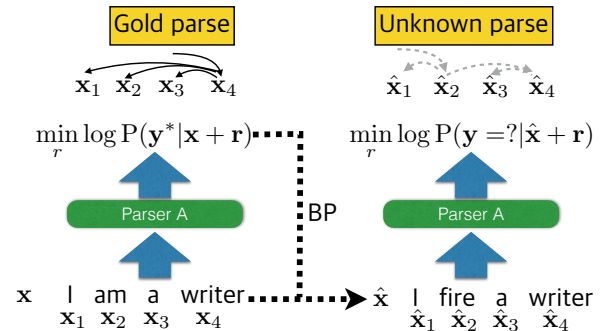 Gold parse
x₁ x₂ x₃ x₄
min log P(y*|x + r)
r
Parser A
x I am a writer
x₁ x₂ x₃ x₄
BP
Unknown parse
x̂₁ x̂₂ x̂₃ x̂₄
min log P(y =?|x̂ + r)
r
Parser A
x̂ I fire a writer
x̂₁ x̂₂ x̂₃ x̂₄